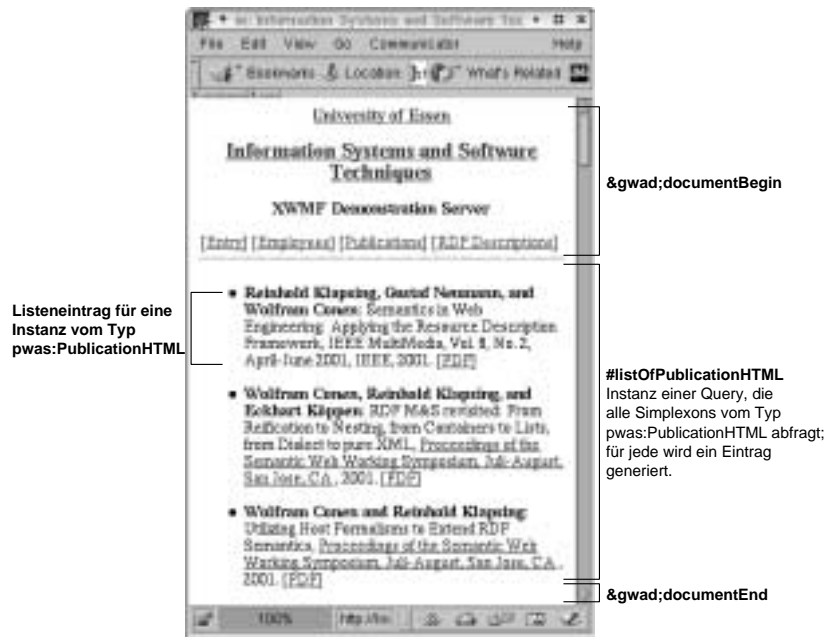 Information Systems and Software Tec
File Edit View Go Communicator Help
Bookmarks Location What's Related
University of Essen
Information Systems and Software
Techniques
XWMF Demonstration Server
[Entry] [Employees] [Publications] [RDF Descriptions]
&gwad;documentBegin
Listeneintrag für eine
Instanz vom Typ
pwas:PublicationHTML
• Reinhold Klapsing, Gustaf Neumann, and
Wolfram Conen: Semantics in Web
Engineering: Applying the Resource Description
Framework, IEEE MultiMedia, Vol. 8, No. 2,
April-June 2001, IEEE, 2001. [PDF]
• Wolfram Conen, Reinhold Klapsing, and
Eckhart Köppen: RDF M&S revisited: From
Reification to Nesting, from Containers to Lists,
from Dialect to pure XML, Proceedings of the
Semantic Web Working Symposium, Juli-August,
San Jose, CA , 2001. [PDF]
• Wolfram Conen and Reinhold Klapsing:
Utilizing Host Formalisms to Extend RDF
Semantics, Proceedings of the Semantic Web
Working Symposium, Juli-August, San Jose, CA ,
2001. [PDF]
#listOfPublicationHTML
Instanz einer Query, die
alle Simplexons vom Typ
pwas:PublicationHTML abfragt;
für jede wird ein Eintrag
generiert.
&gwad;documentEnd
100%